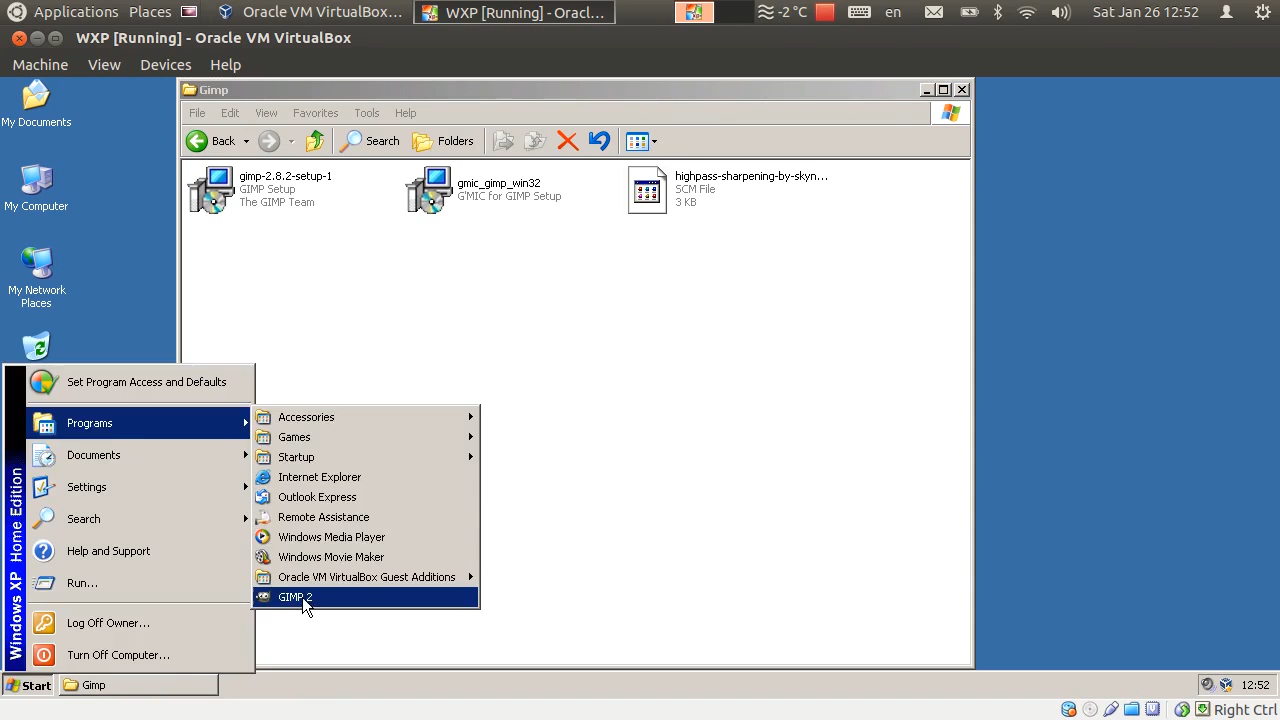 Applications Places Oracle VM VirtualBox... WXP [Running] - Oracl... -2 °C en Sat Jan 26 12:52
WXP [Running] - Oracle VM VirtualBox
Machine View Devices Help
Gimp
File Edit View Favorites Tools Help
Back Search Folders
gimp-2.8.2-setup-1
GIMP Setup
The GIMP Team
gmic_gimp_win32
G'MIC for GIMP Setup
highpass-sharpening-by-skyn...
SCM File
3 KB
My Documents
My Computer
My Network
Places
Set Program Access and Defaults
Programs
Documents
Settings
Search
Help and Support
Run...
Log Off Owner...
Turn Off Computer...
Windows XP Home Edition
Accessories
Games
Startup
Internet Explorer
Outlook Express
Remote Assistance
Windows Media Player
Windows Movie Maker
Oracle VM VirtualBox Guest Additions
GIMP 2
Start Gimp 12:52
Right Ctrl